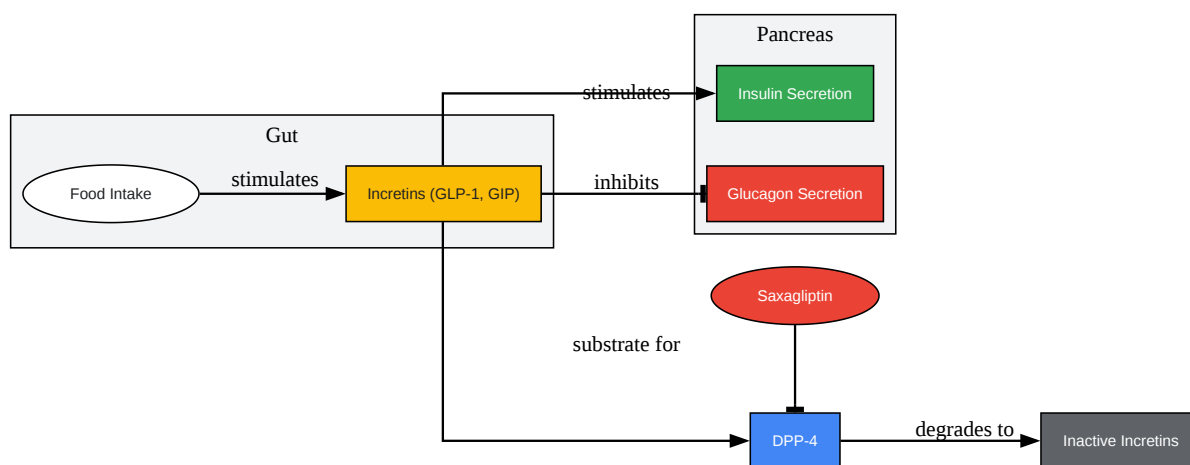 Pancreas
stimulates
Insulin Secretion
Gut
Food Intake
stimulates
Incretins (GLP-1, GIP)
inhibits
Glucagon Secretion
Saxagliptin
substrate for
DPP-4
degrades to
Inactive Incretins